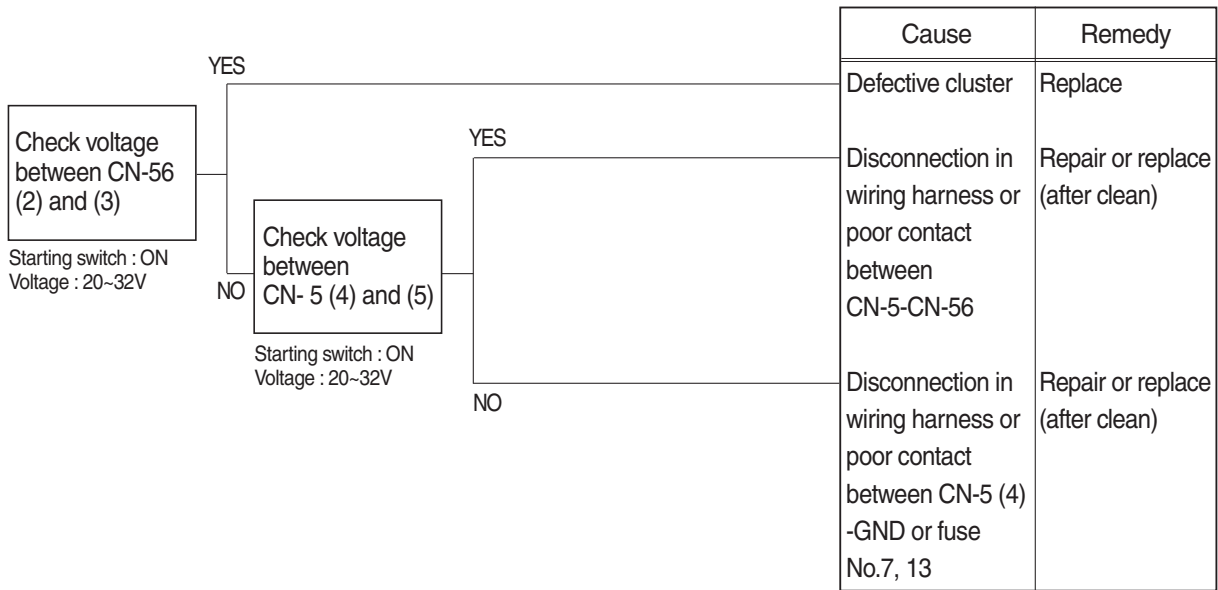 Cause
Remedy
YES
Defective cluster
Replace
Check voltage
between CN-56
(2) and (3)
Starting switch : ON
Voltage : 20~32V
NO
Check voltage
between
CN- 5 (4) and (5)
Starting switch : ON
Voltage : 20~32V
YES
Disconnection in
wiring harness or
poor contact
between
CN-5-CN-56
Repair or replace
(after clean)
NO
Disconnection in
wiring harness or
poor contact
between CN-5 (4)
-GND or fuse
No.7, 13
Repair or replace
(after clean)